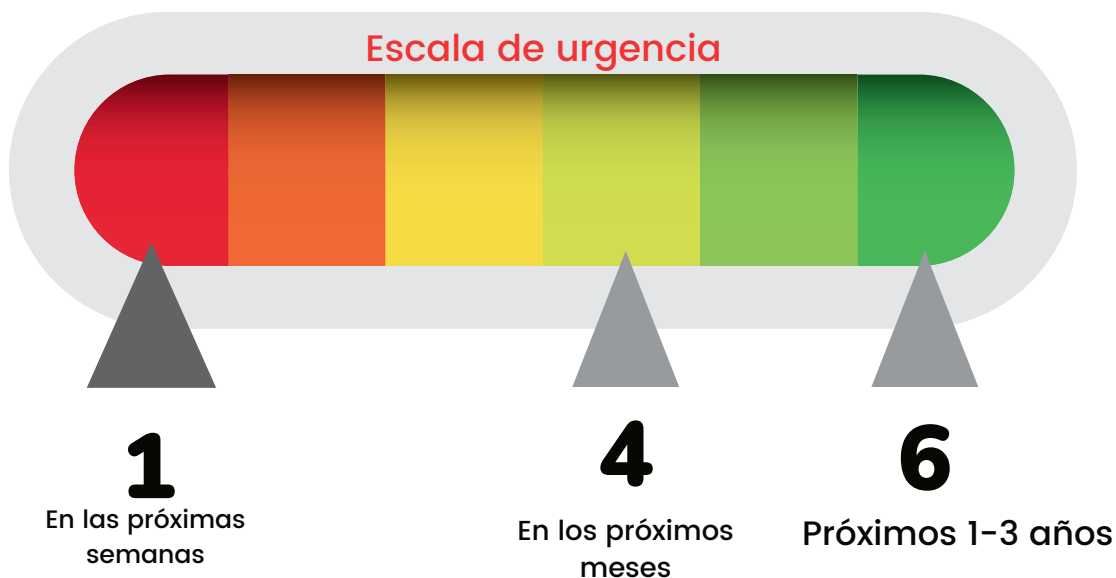 Escala de urgencia
1
En las próximas
semanas
4
En los próximos
meses
6
Próximos 1-3 años